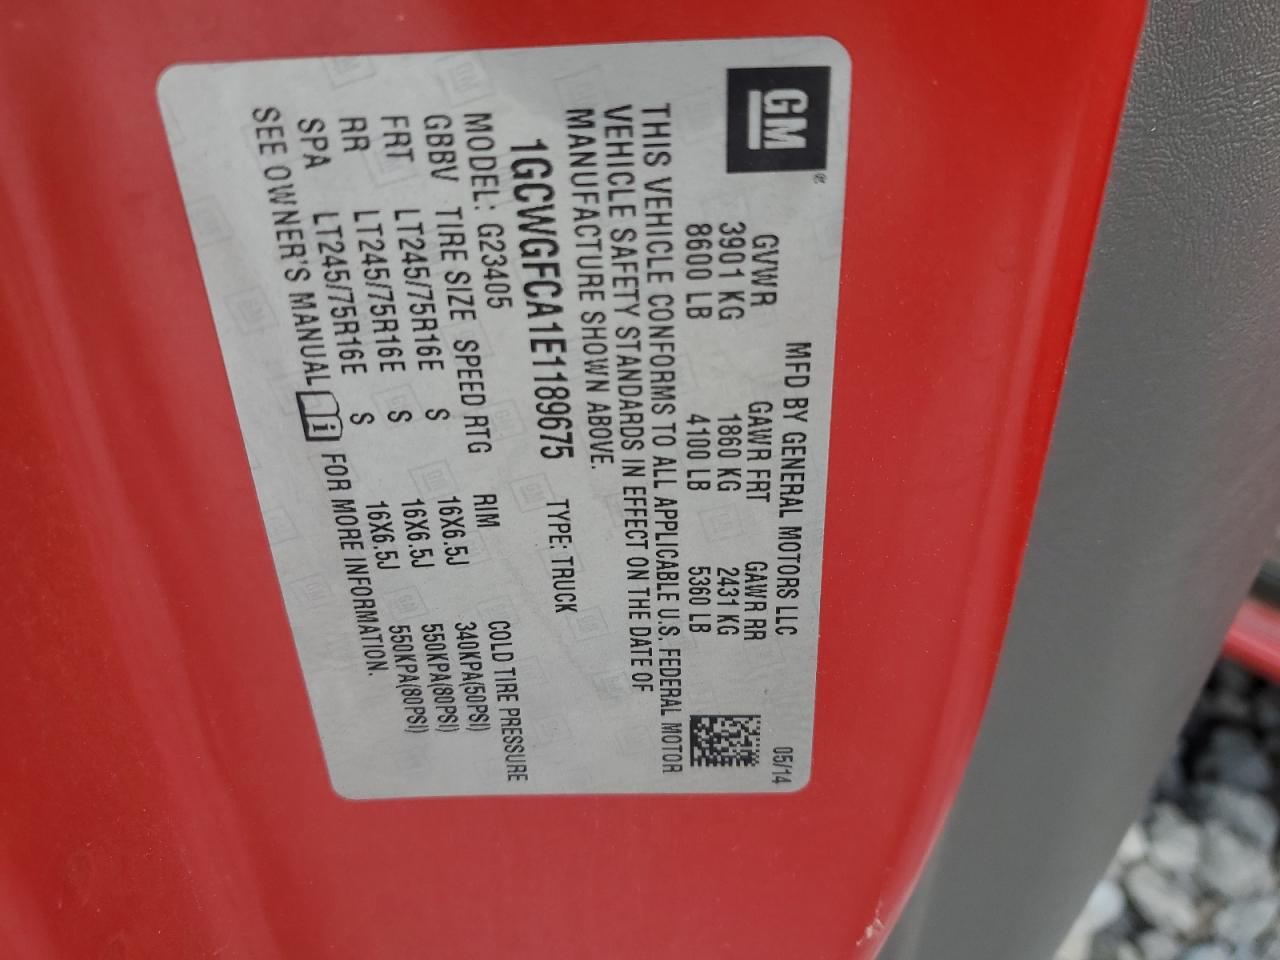 GM
MFD BY GENERAL MOTORS LLC 05/14
GVWR GAWR FRT GAWR RR
3901 KG 1860 KG 2431 KG
8600 LB 4100 LB 5360 LB
THIS VEHICLE CONFORMS TO ALL APPLICABLE U.S. FEDERAL MOTOR
VEHICLE SAFETY STANDARDS IN EFFECT ON THE DATE OF
MANUFACTURE SHOWN ABOVE.
1GCWGFCA1E1189675 TYPE: TRUCK
MODEL: G23405
GBBV TIRE SIZE SPEED RTG RIM COLD TIRE PRESSURE
FRT LT245/75R16E S 16X6.5J 340KPA(50PSI)
RR LT245/75R16E S 16X6.5J 550KPA(80PSI)
SPA LT245/75R16E S 16X6.5J 550KPA(80PSI)
SEE OWNER'S MANUAL i FOR MORE INFORMATION.